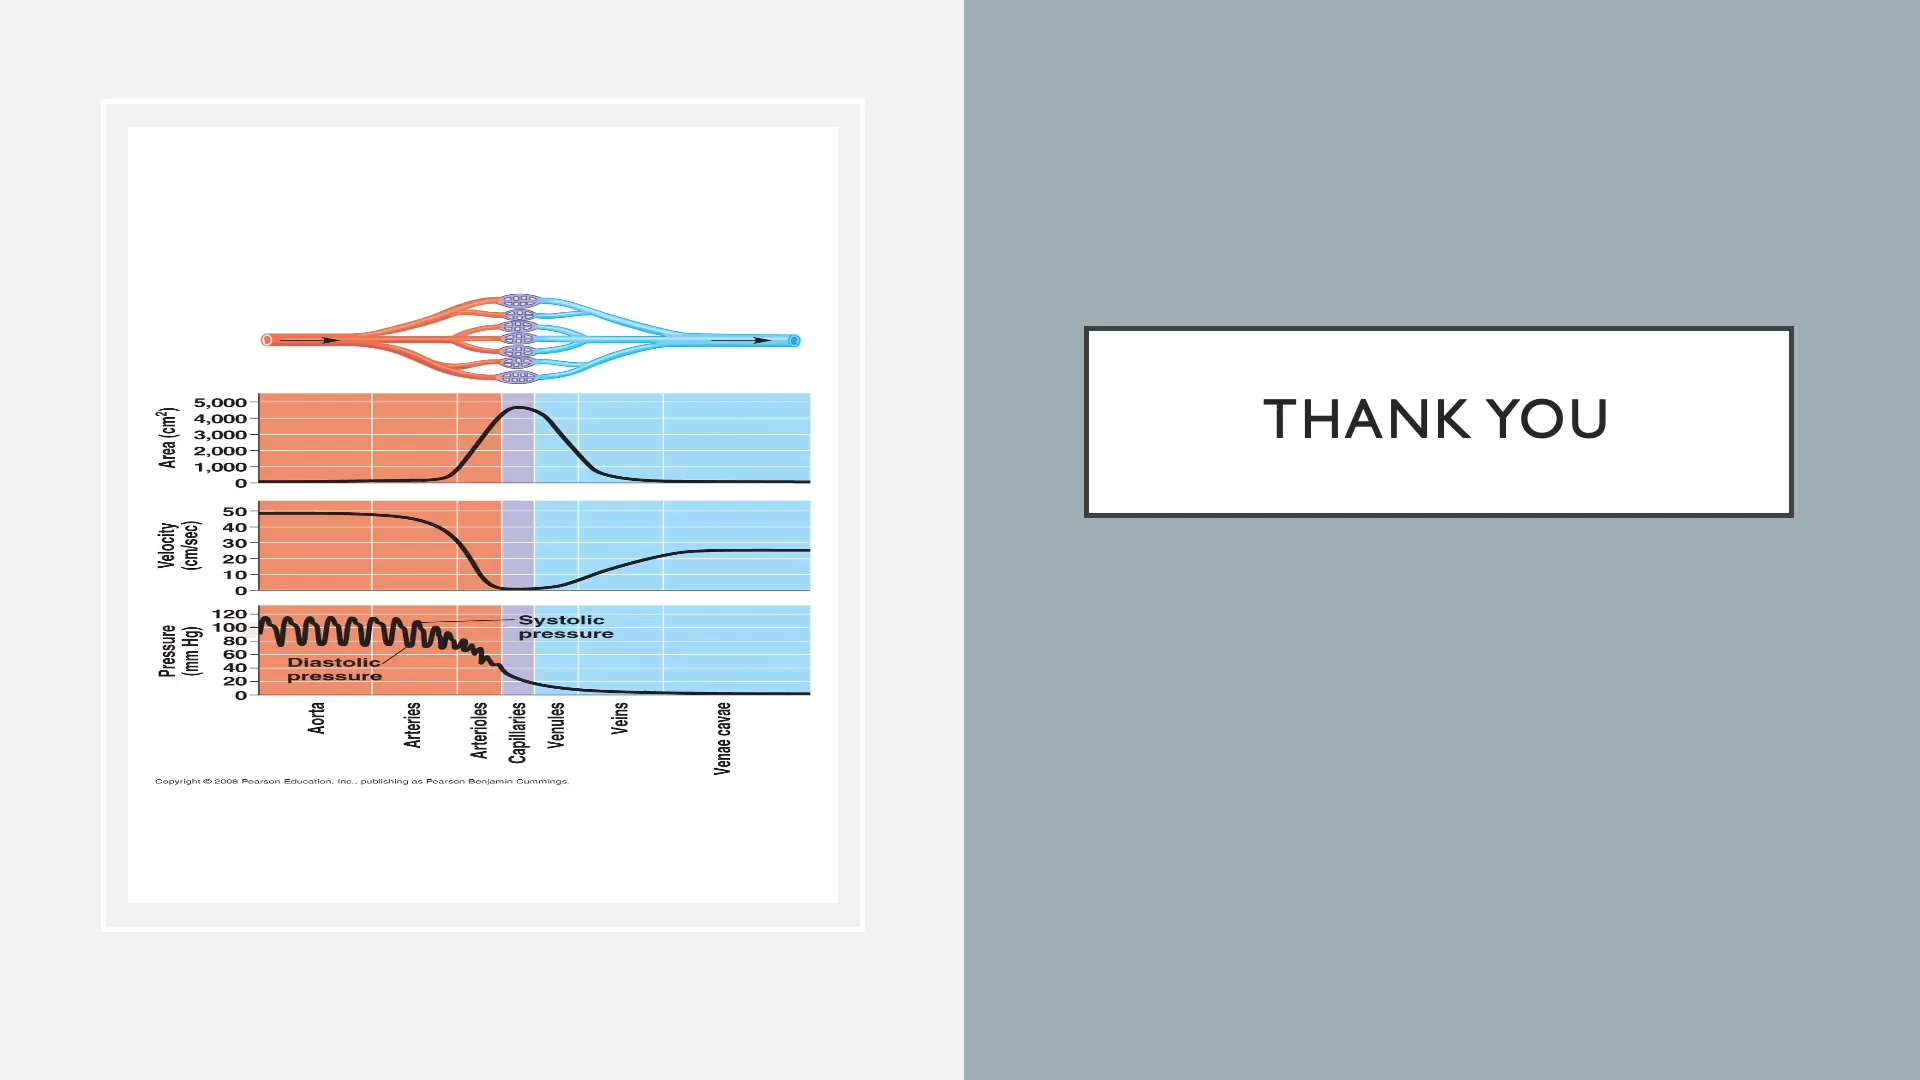 5,000
4,000
3,000
2,000
1,000
0
Area (cm²)
50
40
30
20
10
0
Velocity
(cm/sec)
120
100
80
60
40
20
0
Pressure
(mm Hg)
Systolic
pressure
Diastolic
pressure
Aorta
Arteries
Arterioles
Capillaries
Venules
Veins
Venae cavae
Copyright © 2008 Pearson Education, Inc., publishing as Pearson Benjamin Cummings.
THANK YOU